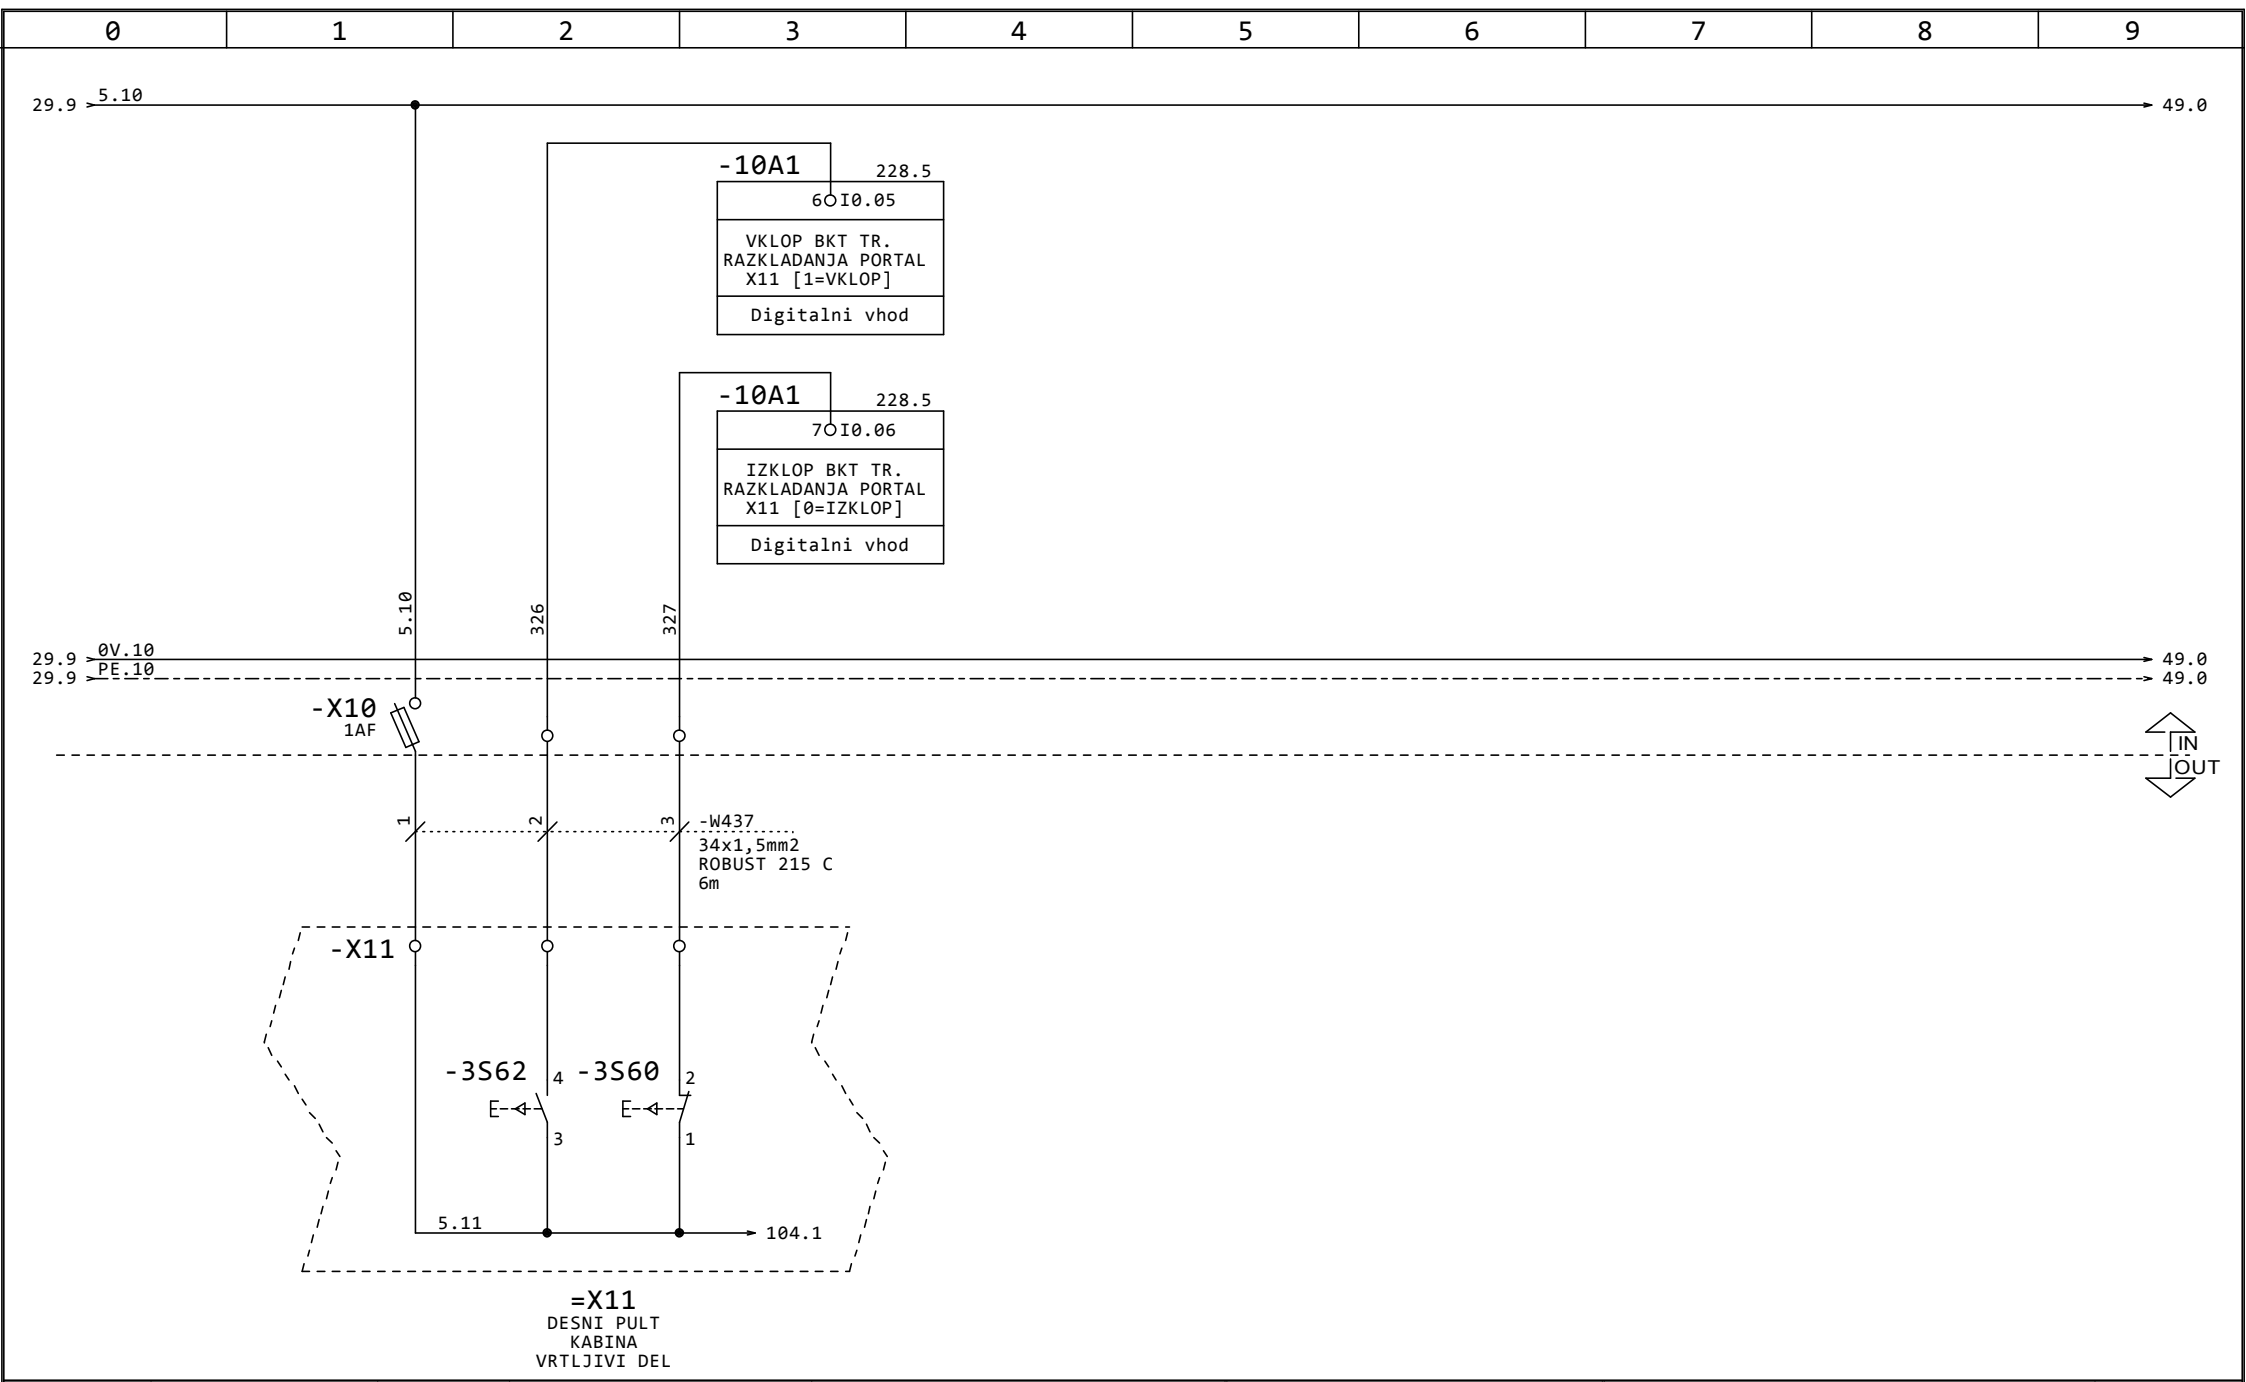 0 1 2 3 4 5 6 7 8 9
29.9 5.10 49.0
-10A1 228.5
6 I0.05
VKLOP BKT TR.
RAZKLADANJA PORTAL
X11 [1=VKLOP]
Digitalni vhod
-10A1 228.5
7 I0.06
IZKLOP BKT TR.
RAZKLADANJA PORTAL
X11 [0=IZKLOP]
Digitalni vhod
5.10 326 327
29.9 0V.10 49.0
29.9 PE.10 49.0
-X10
1AF
IN
OUT
1 2 3 -W437
34x1,5mm2
ROBUST 215 C
6m
-X11
-3S62 4 -3S60 2
3 1
5.11 104.1
=X11
DESNI PULT
KABINA
VRTLJIVI DEL